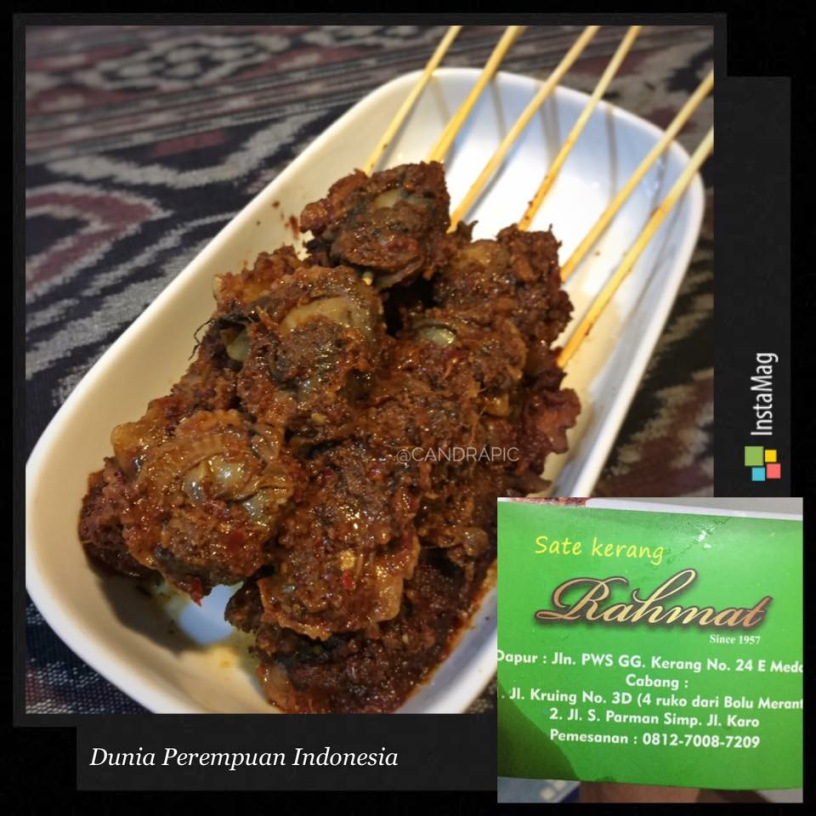 @CANDRAPIC
InstaMag
Sate kerang
Rahmat
Since 1957
Dapur : Jln. PWS GG. Kerang No. 24 E
Cabang :
. Jl. Kruing No. 3D (4 ruko dari Bolu
2. Jl. S. Parman Simp. Jl. Karo
Pemesanan : 0812-7008-7209
Dunia Perempuan Indonesia